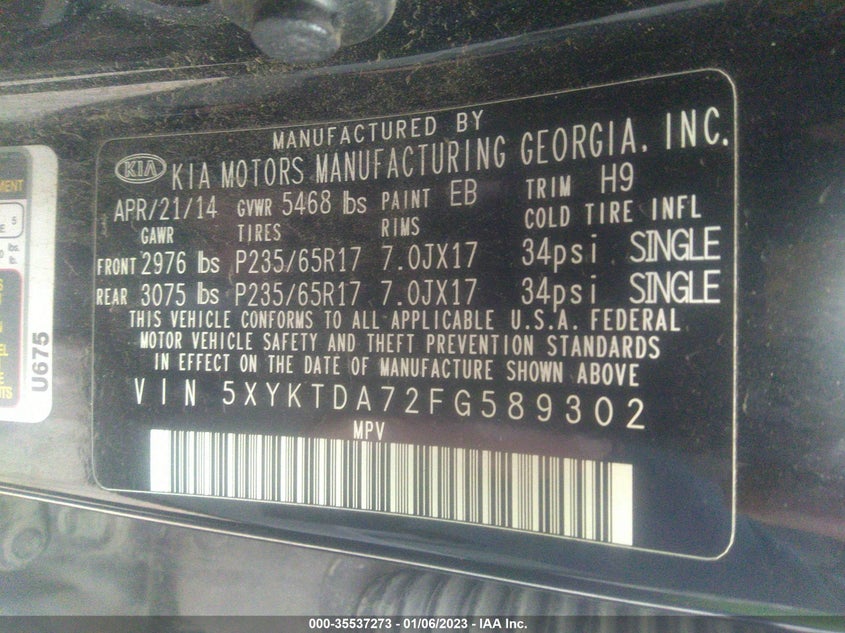 MANUFACTURED BY
KIA KIA MOTORS MANUFACTURING GEORGIA, INC.
APR/21/14 GVWR 5468 lbs PAINT EB TRIM H9
GAWR TIRES RIMS COLD TIRE INFL
FRONT 2976 lbs P235/65R17 7.0JX17 34psi SINGLE
REAR 3075 lbs P235/65R17 7.0JX17 34psi SINGLE
THIS VEHICLE CONFORMS TO ALL APPLICABLE U.S.A. FEDERAL
MOTOR VEHICLE SAFETY AND THEFT PREVENTION STANDARDS
IN EFFECT ON THE DATE OF MANUFACTURE SHOWN ABOVE
VIN 5XYKTDA72FG589302
MPV
U675
5
lbs.
000-35537273 - 01/06/2023 - IAA Inc.